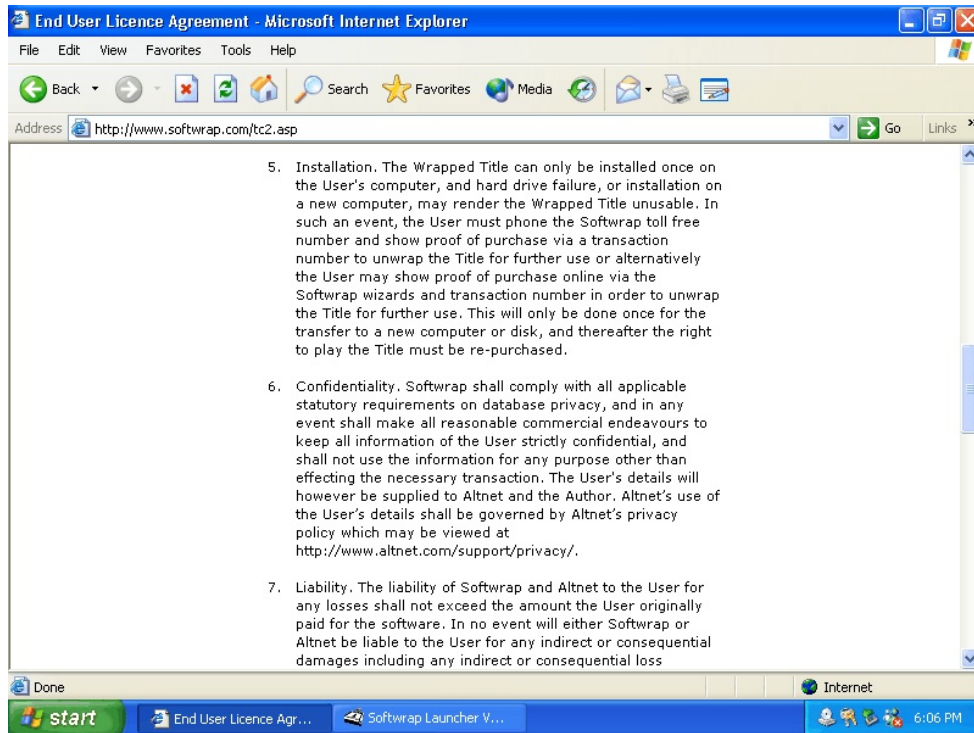 End User Licence Agreement - Microsoft Internet Explorer
File Edit View Favorites Tools Help
Back Search Favorites Media
Address http://www.softwrap.com/tc2.asp Go Links »
5. Installation. The Wrapped Title can only be installed once on
the User's computer, and hard drive failure, or installation on
a new computer, may render the Wrapped Title unusable. In
such an event, the User must phone the Softwrap toll free
number and show proof of purchase via a transaction
number to unwrap the Title for further use or alternatively
the User may show proof of purchase online via the
Softwrap wizards and transaction number in order to unwrap
the Title for further use. This will only be done once for the
transfer to a new computer or disk, and thereafter the right
to play the Title must be re-purchased.
6. Confidentiality. Softwrap shall comply with all applicable
statutory requirements on database privacy, and in any
event shall make all reasonable commercial endeavours to
keep all information of the User strictly confidential, and
shall not use the information for any purpose other than
effecting the necessary transaction. The User's details will
however be supplied to Altnet and the Author. Altnet’s use of
the User’s details shall be governed by Altnet’s privacy
policy which may be viewed at
http://www.altnet.com/support/privacy/.
7. Liability. The liability of Softwrap and Altnet to the User for
any losses shall not exceed the amount the User originally
paid for the software. In no event will either Softwrap or
Altnet be liable to the User for any indirect or consequential
damages including any indirect or consequential loss
Done Internet
start End User Licence Agr... Softwrap Launcher V... 6:06 PM